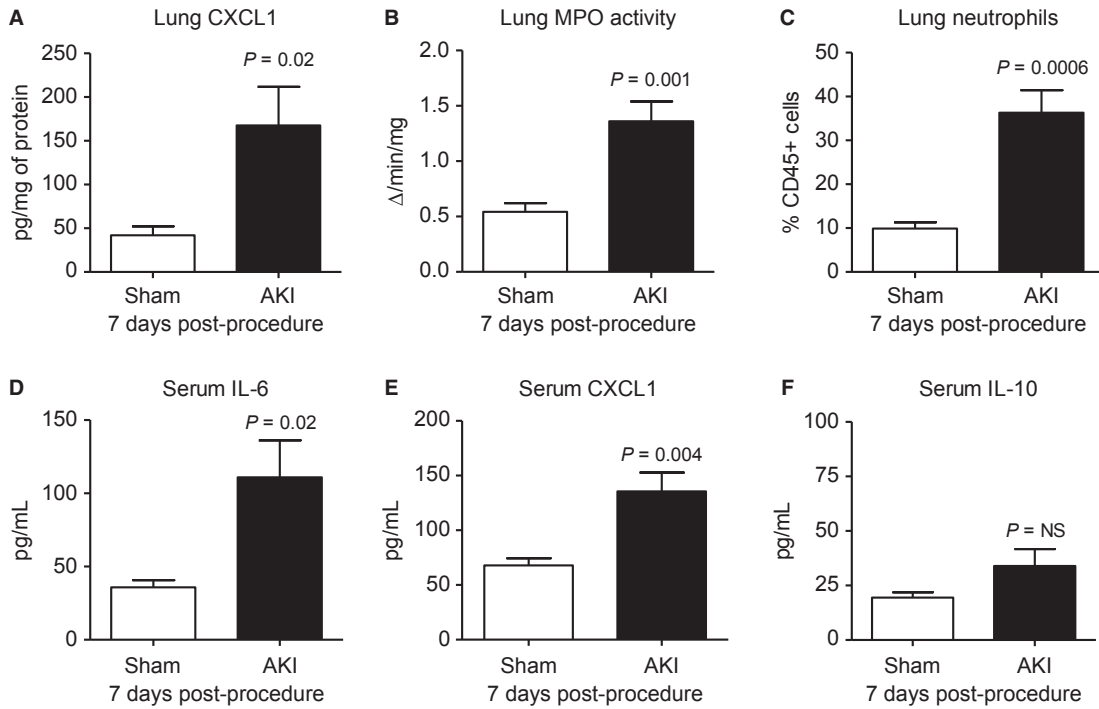 A Lung CXCL1
250
200
150
100
50
0
pg/mg of protein
P = 0.02
Sham AKI
7 days post-procedure
B Lung MPO activity
2.0
1.5
1.0
0.5
0.0
Δ/min/mg
P = 0.001
Sham AKI
7 days post-procedure
C Lung neutrophils
50
40
30
20
10
0
% CD45+ cells
P = 0.0006
Sham AKI
7 days post-procedure
D Serum IL-6
150
100
50
0
pg/mL
P = 0.02
Sham AKI
7 days post-procedure
E Serum CXCL1
200
150
100
50
0
pg/mL
P = 0.004
Sham AKI
7 days post-procedure
F Serum IL-10
100
75
50
25
0
pg/mL
P = NS
Sham AKI
7 days post-procedure